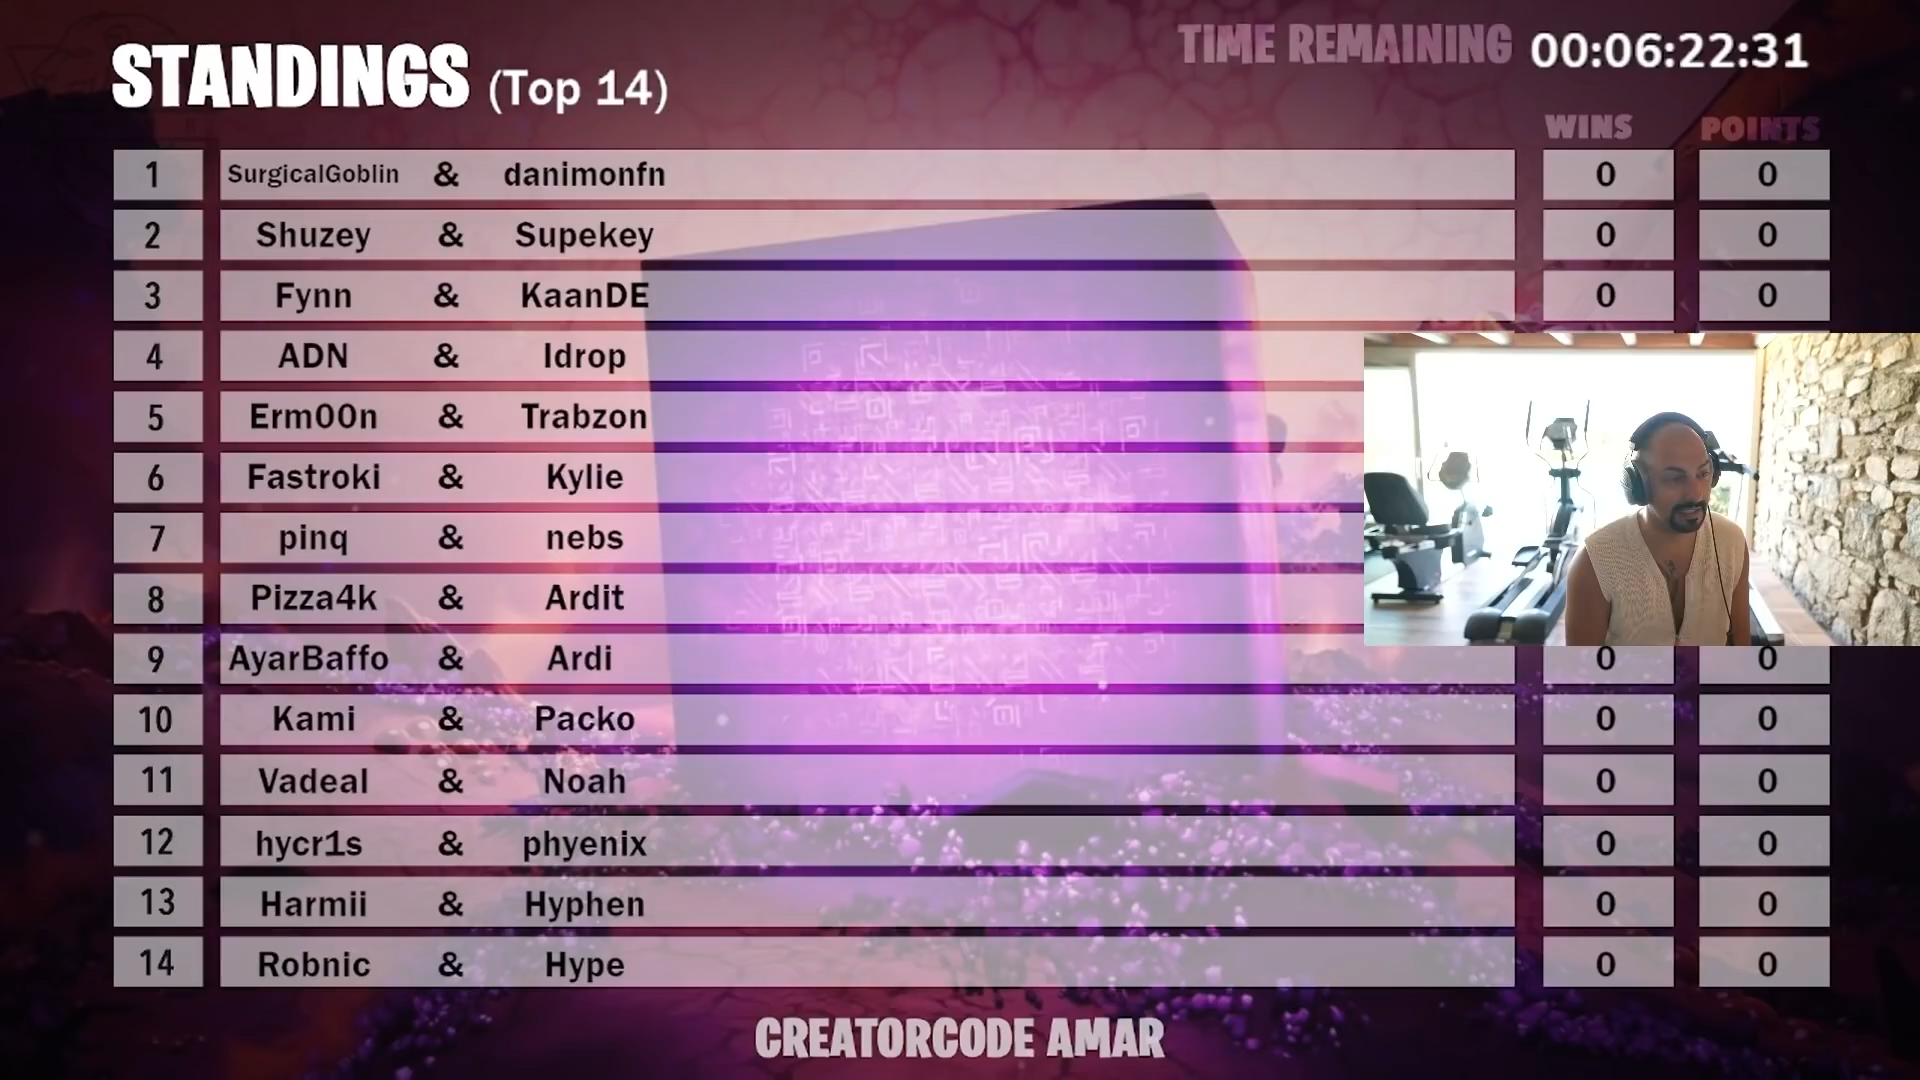 STANDINGS (Top 14)
TIME REMAINING 00:06:22:31
WINS POINTS
1 SurgicalGoblin & danimonfn 0 0
2 Shuzey & Supekey 0 0
3 Fynn & KaanDE 0 0
4 ADN & Idrop
5 Erm00n & Trabzon
6 Fastroki & Kylie
7 pinq & nebs
8 Pizza4k & Ardit
9 AyarBaffo & Ardi 0 0
10 Kami & Packo 0 0
11 Vadeal & Noah 0 0
12 hycr1s & phyenix 0 0
13 Harmii & Hyphen 0 0
14 Robnic & Hype 0 0
CREATORCODE AMAR